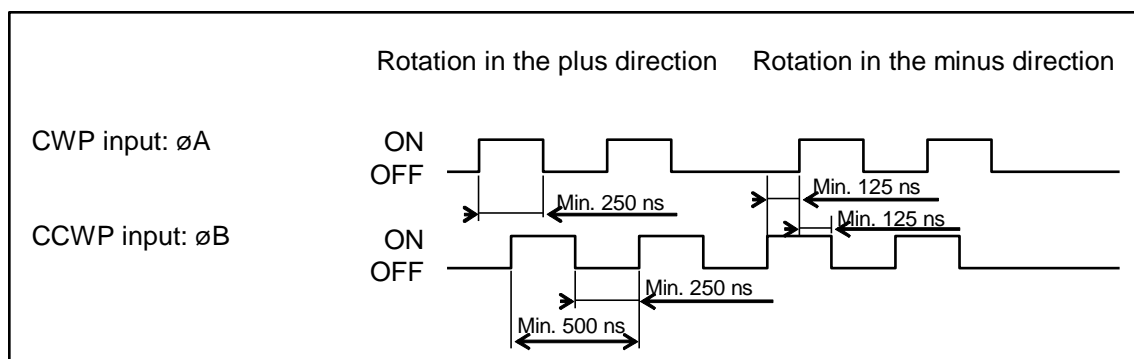 Rotation in the plus direction Rotation in the minus direction
CWP input: øA ON
OFF
Min. 125 ns
Min. 250 ns
Min. 125 ns
CCWP input: øB ON
OFF
Min. 250 ns
Min. 500 ns